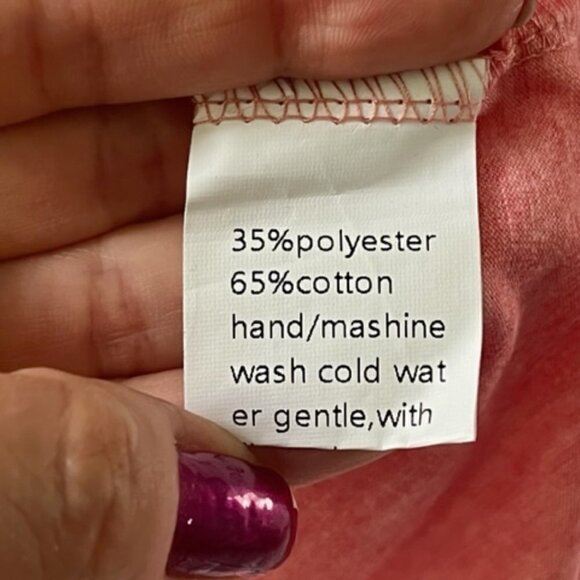 35%polyester
65%cotton
hand/mashine
wash cold wat
er gentle,with